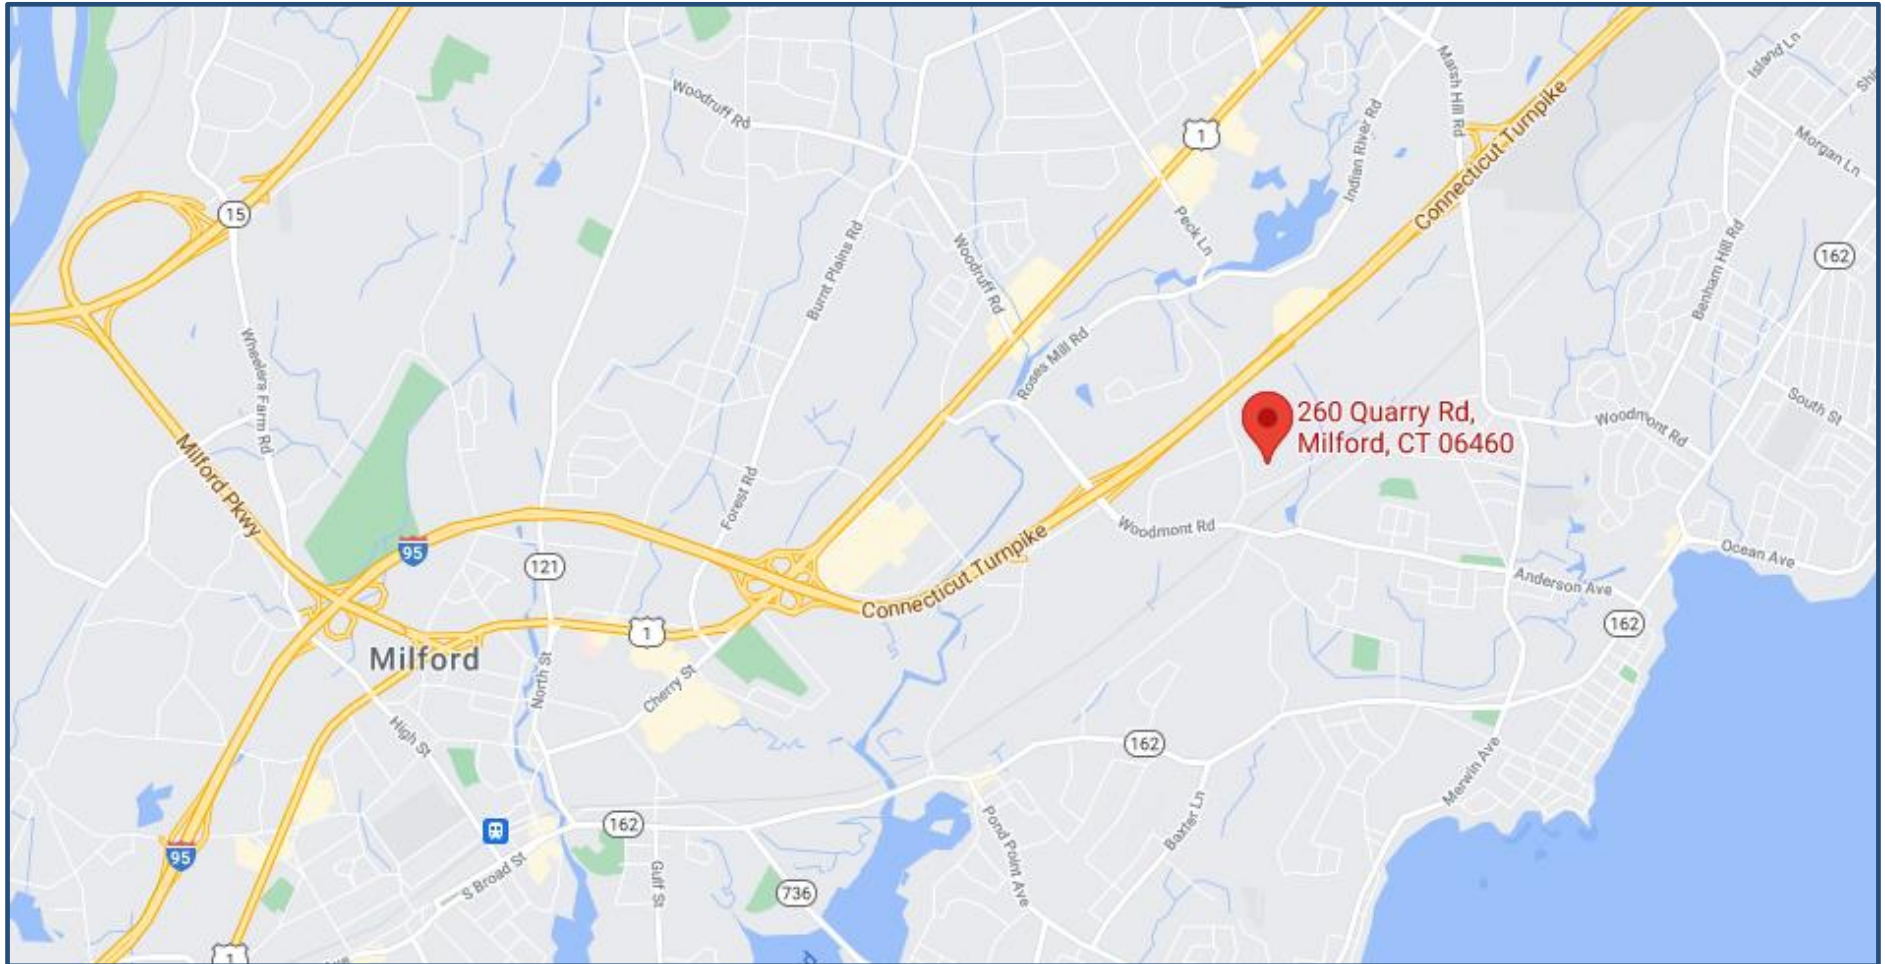 Island Ln
Woodruff Rd
1
Marsh Hill Rd
Indian River Rd
Connecticut Turnpike
Morgan Ln
15
Peck Ln
Burnt Plains Rd
Woodruff Rd
Benham Hill Rd
162
Wheelers Farm Rd
Roses Mill Rd
260 Quarry Rd,
Milford, CT 06460
South St
Woodmont Rd
Milford Pkwy
Forest Rd
95
121
Woodmont Rd
Connecticut Turnpike
Ocean Ave
Anderson Ave
162
1
Milford
North St
Cherry St
High St
162
Merwin Ave
Baxter Ln
Pond Point Ave
162
95
S Broad St
Gulf St
736
1